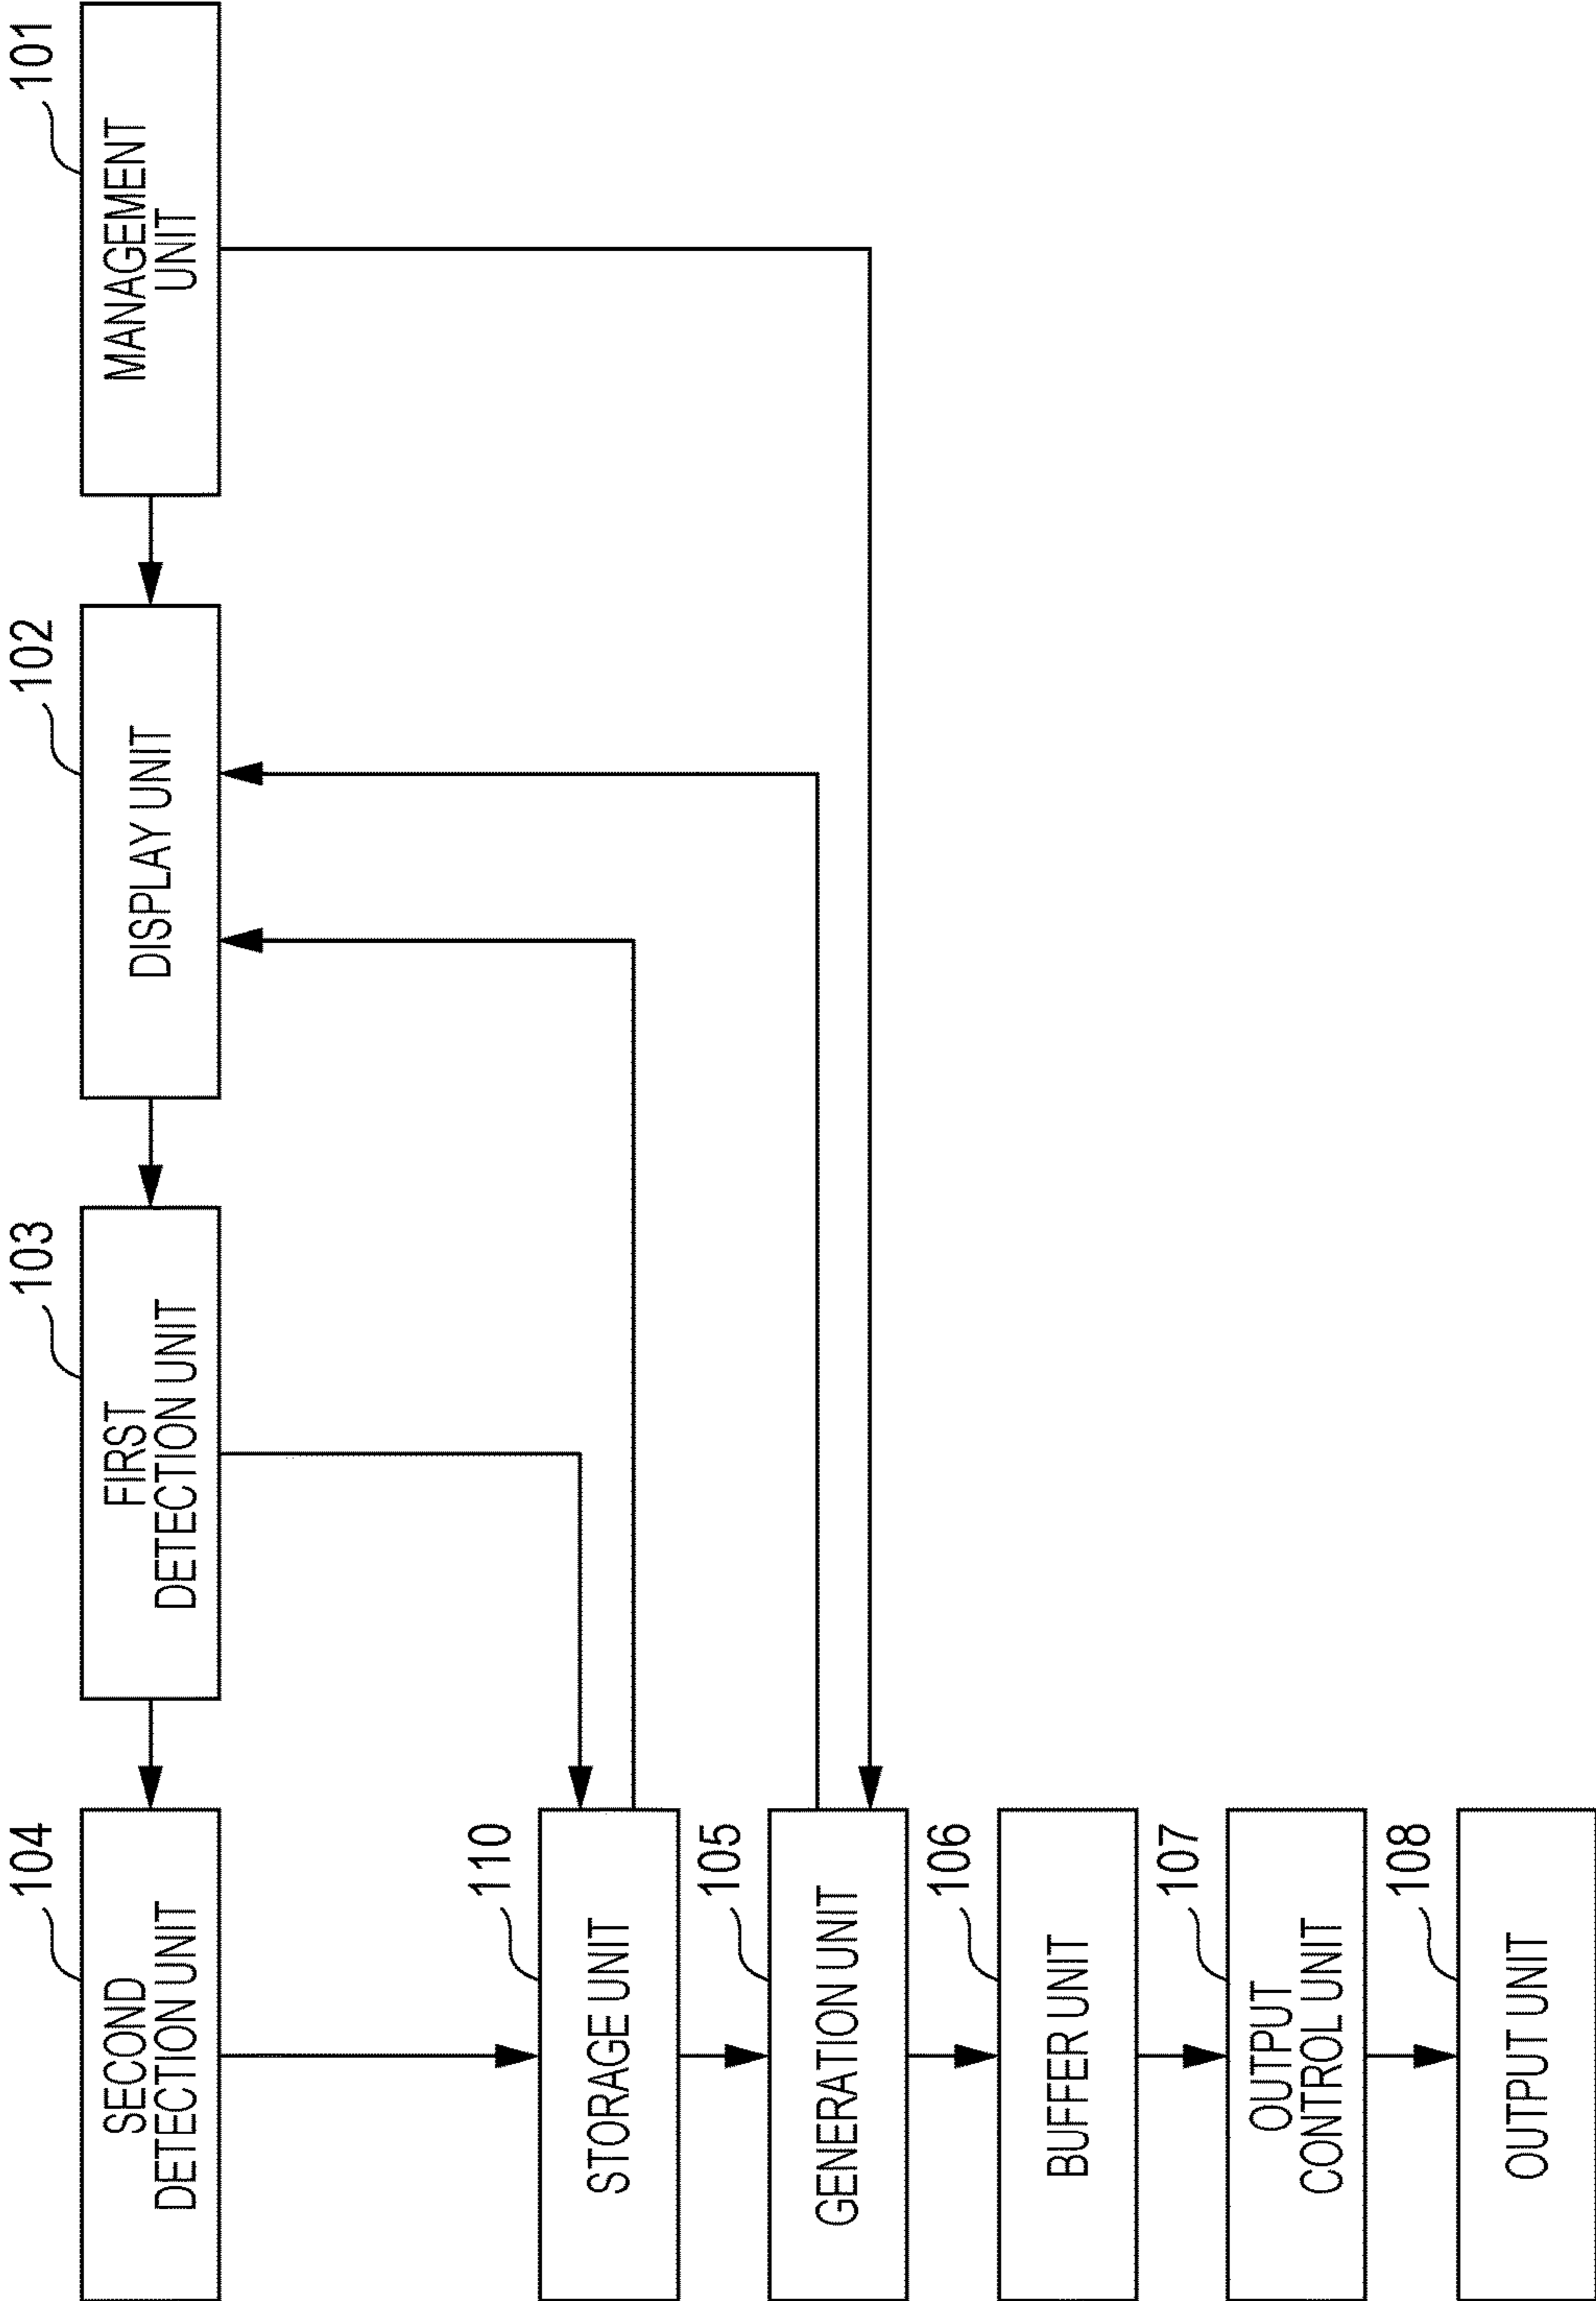 101
MANAGEMENT
UNIT
102
DISPLAY UNIT
103
FIRST
DETECTION UNIT
104
SECOND
DETECTION UNIT
110
STORAGE UNIT
105
GENERATION UNIT
106
BUFFER UNIT
107
OUTPUT
CONTROL UNIT
108
OUTPUT UNIT